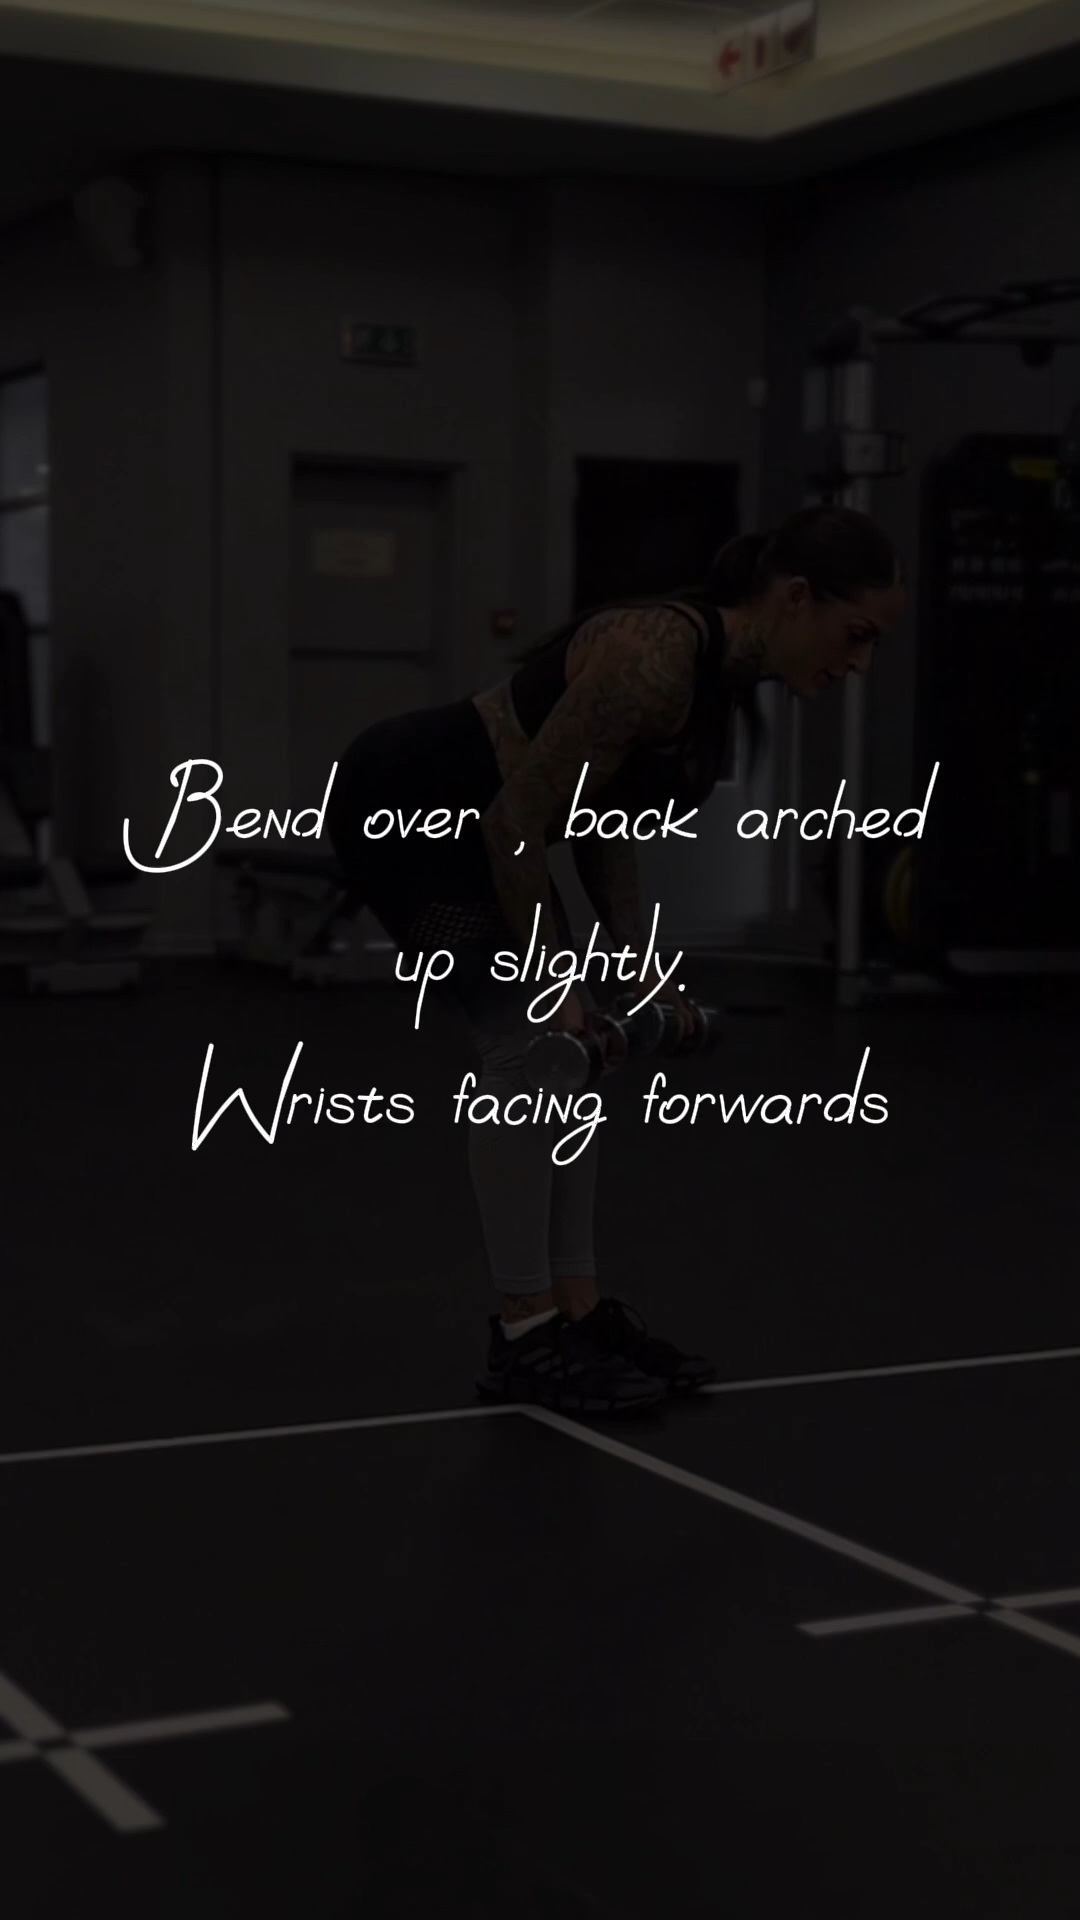 Bend over , back arched
up slightly.
Wrists facing forwards